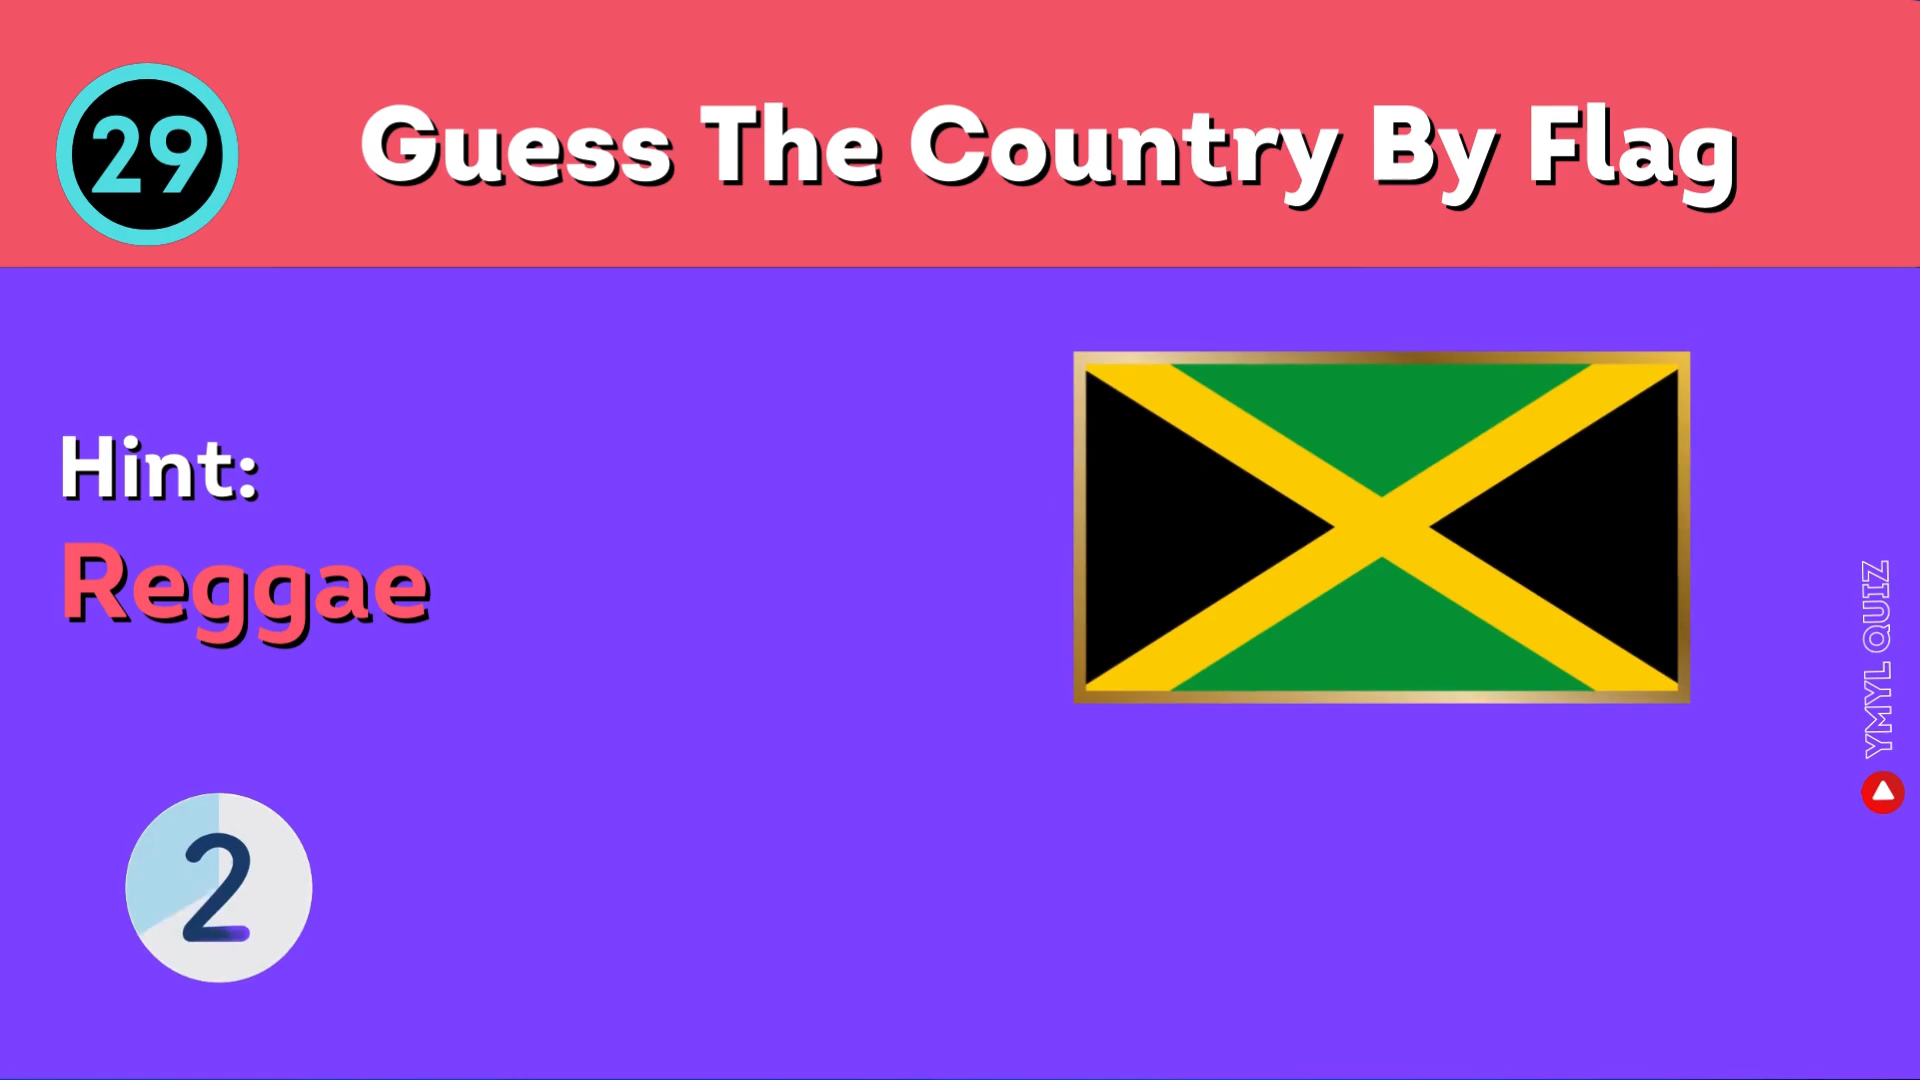 29
Guess The Country By Flag
Hint:
Reggae
2
YMYL QUIZ